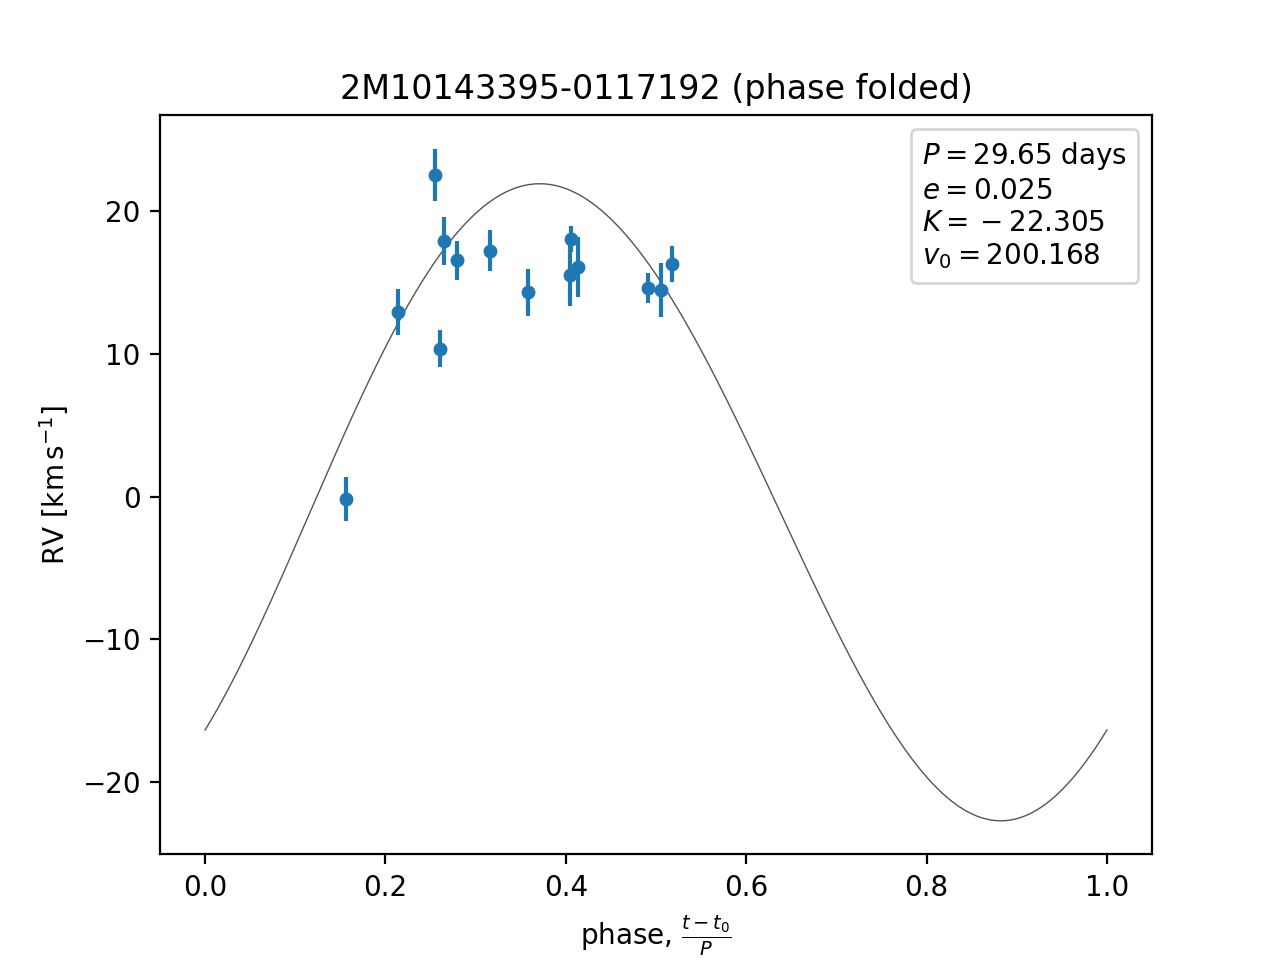 2M10143395-0117192 (phase folded)
P = 29.65 days
e = 0.025
K = −22.305
v₀ = 200.168
20
10
0
−10
−20
RV [km s⁻¹]
0.0 0.2 0.4 0.6 0.8 1.0
phase, (t − t₀)/P